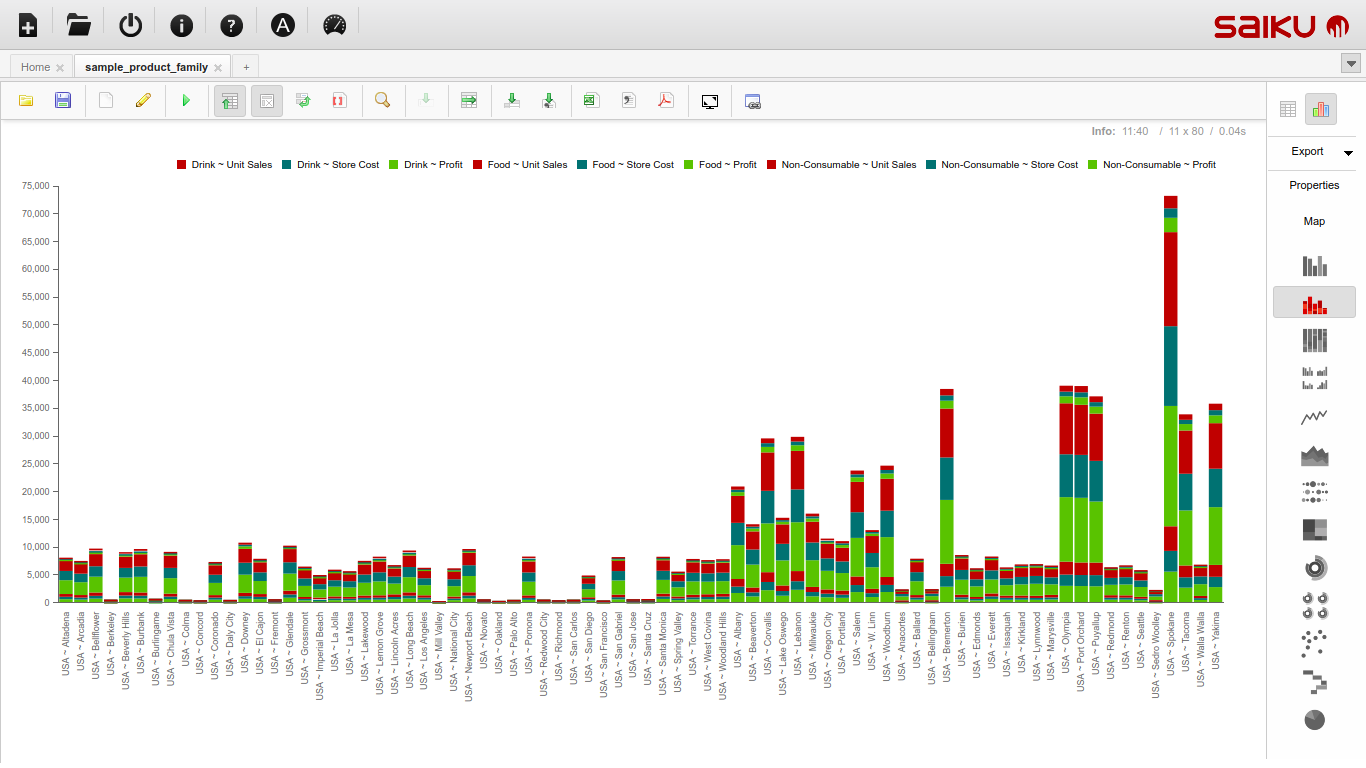 SAIKU
Home
sample_product_family
+
Info: 11:40 / 11 x 80 / 0.04s
Export
Properties
Map
Drink ~ Unit Sales Drink ~ Store Cost Drink ~ Profit Food ~ Unit Sales Food ~ Store Cost Food ~ Profit Non-Consumable ~ Unit Sales Non-Consumable ~ Store Cost Non-Consumable ~ Profit
75,000
70,000
65,000
60,000
55,000
50,000
45,000
40,000
35,000
30,000
25,000
20,000
15,000
10,000
5,000
0
USA ~ Altadena
USA ~ Arcadia
USA ~ Bellflower
USA ~ Berkeley
USA ~ Beverly Hills
USA ~ Burbank
USA ~ Burlingame
USA ~ Chula Vista
USA ~ Colma
USA ~ Concord
USA ~ Coronado
USA ~ Daly City
USA ~ Downey
USA ~ El Cajon
USA ~ Fremont
USA ~ Glendale
USA ~ Grossmont
USA ~ Imperial Beach
USA ~ La Jolla
USA ~ La Mesa
USA ~ Lakewood
USA ~ Lemon Grove
USA ~ Lincoln Acres
USA ~ Long Beach
USA ~ Los Angeles
USA ~ Mill Valley
USA ~ National City
USA ~ Newport Beach
USA ~ Novato
USA ~ Oakland
USA ~ Palo Alto
USA ~ Pomona
USA ~ Redwood City
USA ~ Richmond
USA ~ San Carlos
USA ~ San Diego
USA ~ San Francisco
USA ~ San Gabriel
USA ~ San Jose
USA ~ Santa Cruz
USA ~ Santa Monica
USA ~ Spring Valley
USA ~ Torrance
USA ~ West Covina
USA ~ Woodland Hills
USA ~ Albany
USA ~ Beaverton
USA ~ Corvallis
USA ~ Lake Oswego
USA ~ Lebanon
USA ~ Milwaukie
USA ~ Oregon City
USA ~ Portland
USA ~ Salem
USA ~ W. Linn
USA ~ Woodburn
USA ~ Anacortes
USA ~ Ballard
USA ~ Bellingham
USA ~ Bremerton
USA ~ Burien
USA ~ Edmonds
USA ~ Everett
USA ~ Issaquah
USA ~ Kirkland
USA ~ Lynnwood
USA ~ Marysville
USA ~ Olympia
USA ~ Port Orchard
USA ~ Puyallup
USA ~ Redmond
USA ~ Renton
USA ~ Seattle
USA ~ Sedro Woolley
USA ~ Spokane
USA ~ Tacoma
USA ~ Walla Walla
USA ~ Yakima